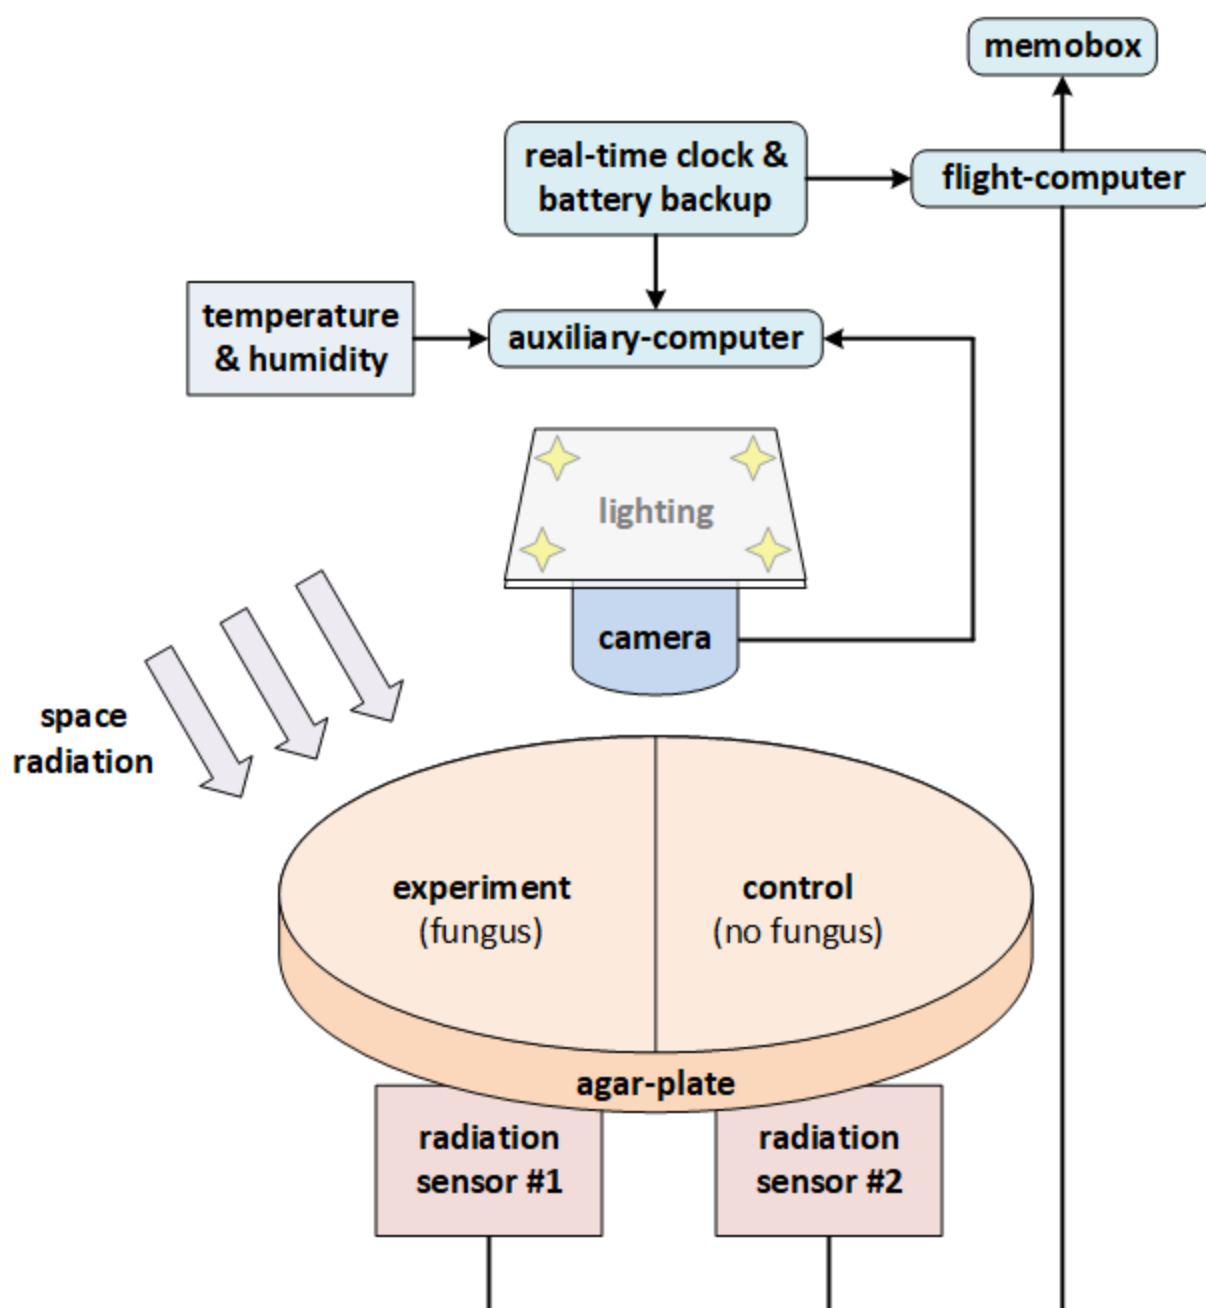 memobox
real-time clock &
battery backup
flight-computer
temperature
& humidity
auxiliary-computer
lighting
camera
space
radiation
experiment
(fungus)
control
(no fungus)
agar-plate
radiation
sensor #1
radiation
sensor #2